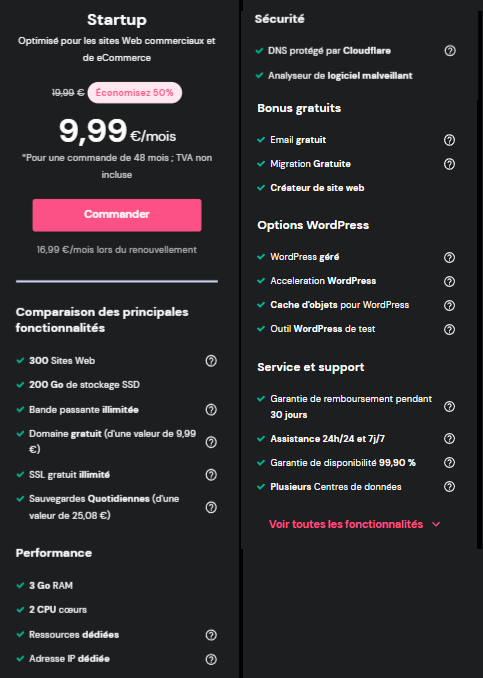 Startup
Optimisé pour les sites Web commerciaux et
de eCommerce
19,99 € Économisez 50%
9,99 €/mois
*Pour une commande de 48 mois ; TVA non
incluse
Commander
16,99 €/mois lors du renouvellement
Comparaison des principales
fonctionnalités
300 Sites Web
200 Go de stockage SSD
Bande passante illimitée
Domaine gratuit (d'une valeur de 9,99
€)
SSL gratuit illimité
Sauvegardes Quotidiennes (d'une
valeur de 25,08 €)
Performance
3 Go RAM
2 CPU cœurs
Ressources dédiées
Adresse IP dédiée
Sécurité
DNS protégé par Cloudflare
Analyseur de logiciel malveillant
Bonus gratuits
Email gratuit
Migration Gratuite
Créateur de site web
Options WordPress
WordPress géré
Acceleration WordPress
Cache d'objets pour WordPress
Outil WordPress de test
Service et support
Garantie de remboursement pendant
30 jours
Assistance 24h/24 et 7j/7
Garantie de disponibilité 99,90 %
Plusieurs Centres de données
Voir toutes les fonctionnalités